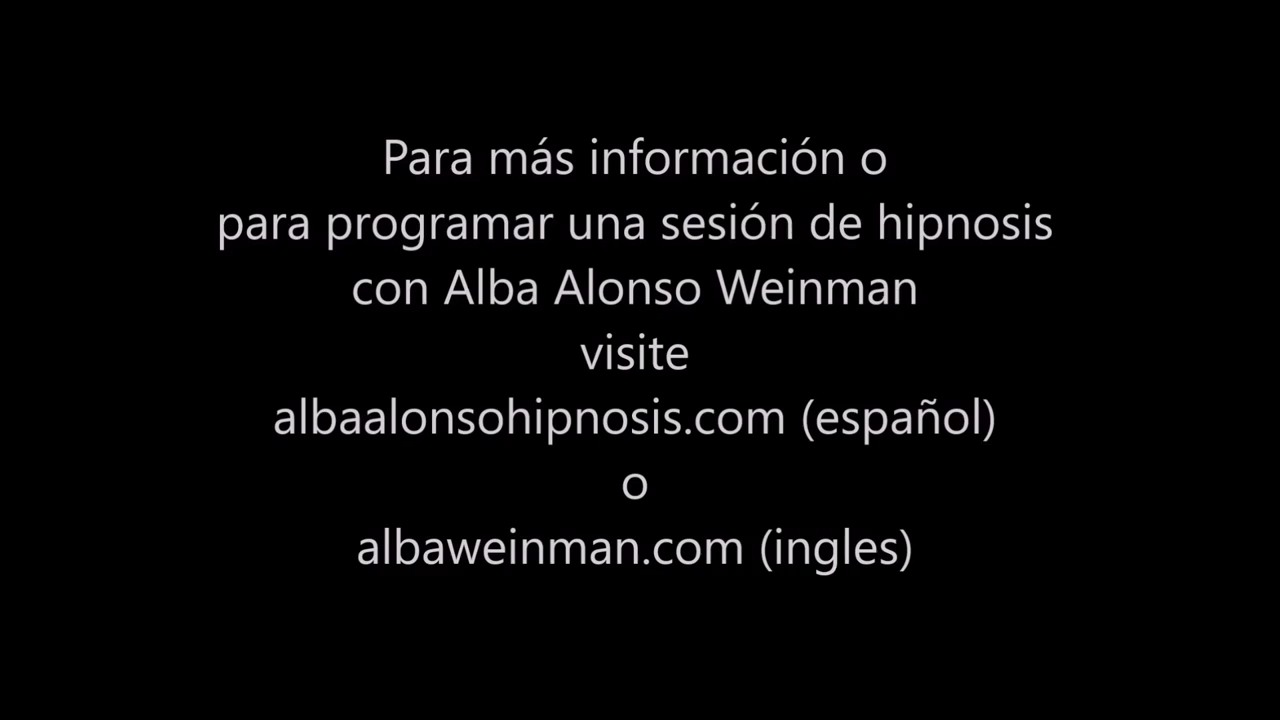 Para más información o
para programar una sesión de hipnosis
con Alba Alonso Weinman
visite
albaalonsohipnosis.com (español)
o
albaweinman.com (ingles)